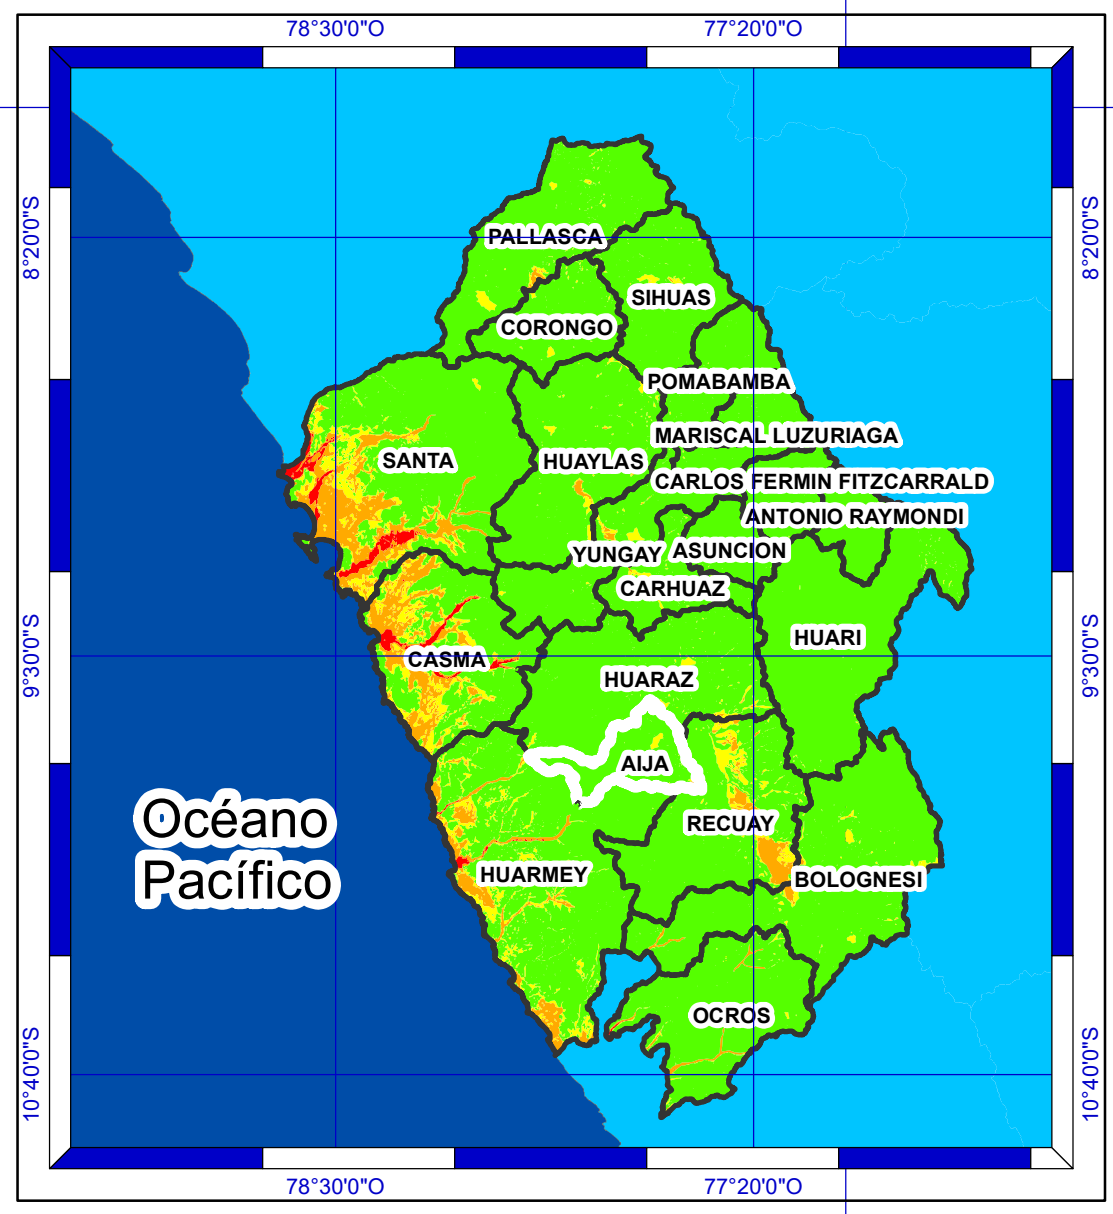 78°30'0"O
77°20'0"O
8°20'0"S
8°20'0"S
PALLASCA
SIHUAS
CORONGO
POMABAMBA
MARISCAL LUZURIAGA
SANTA
HUAYLAS
CARLOS FERMIN FITZCARRALD
ANTONIO RAYMONDI
YUNGAY
ASUNCION
CARHUAZ
HUARI
9°30'0"S
9°30'0"S
CASMA
HUARAZ
AIJA
Océano
Pacífico
RECUAY
HUARMEY
BOLOGNESI
OCROS
10°40'0"S
10°40'0"S
78°30'0"O
77°20'0"O